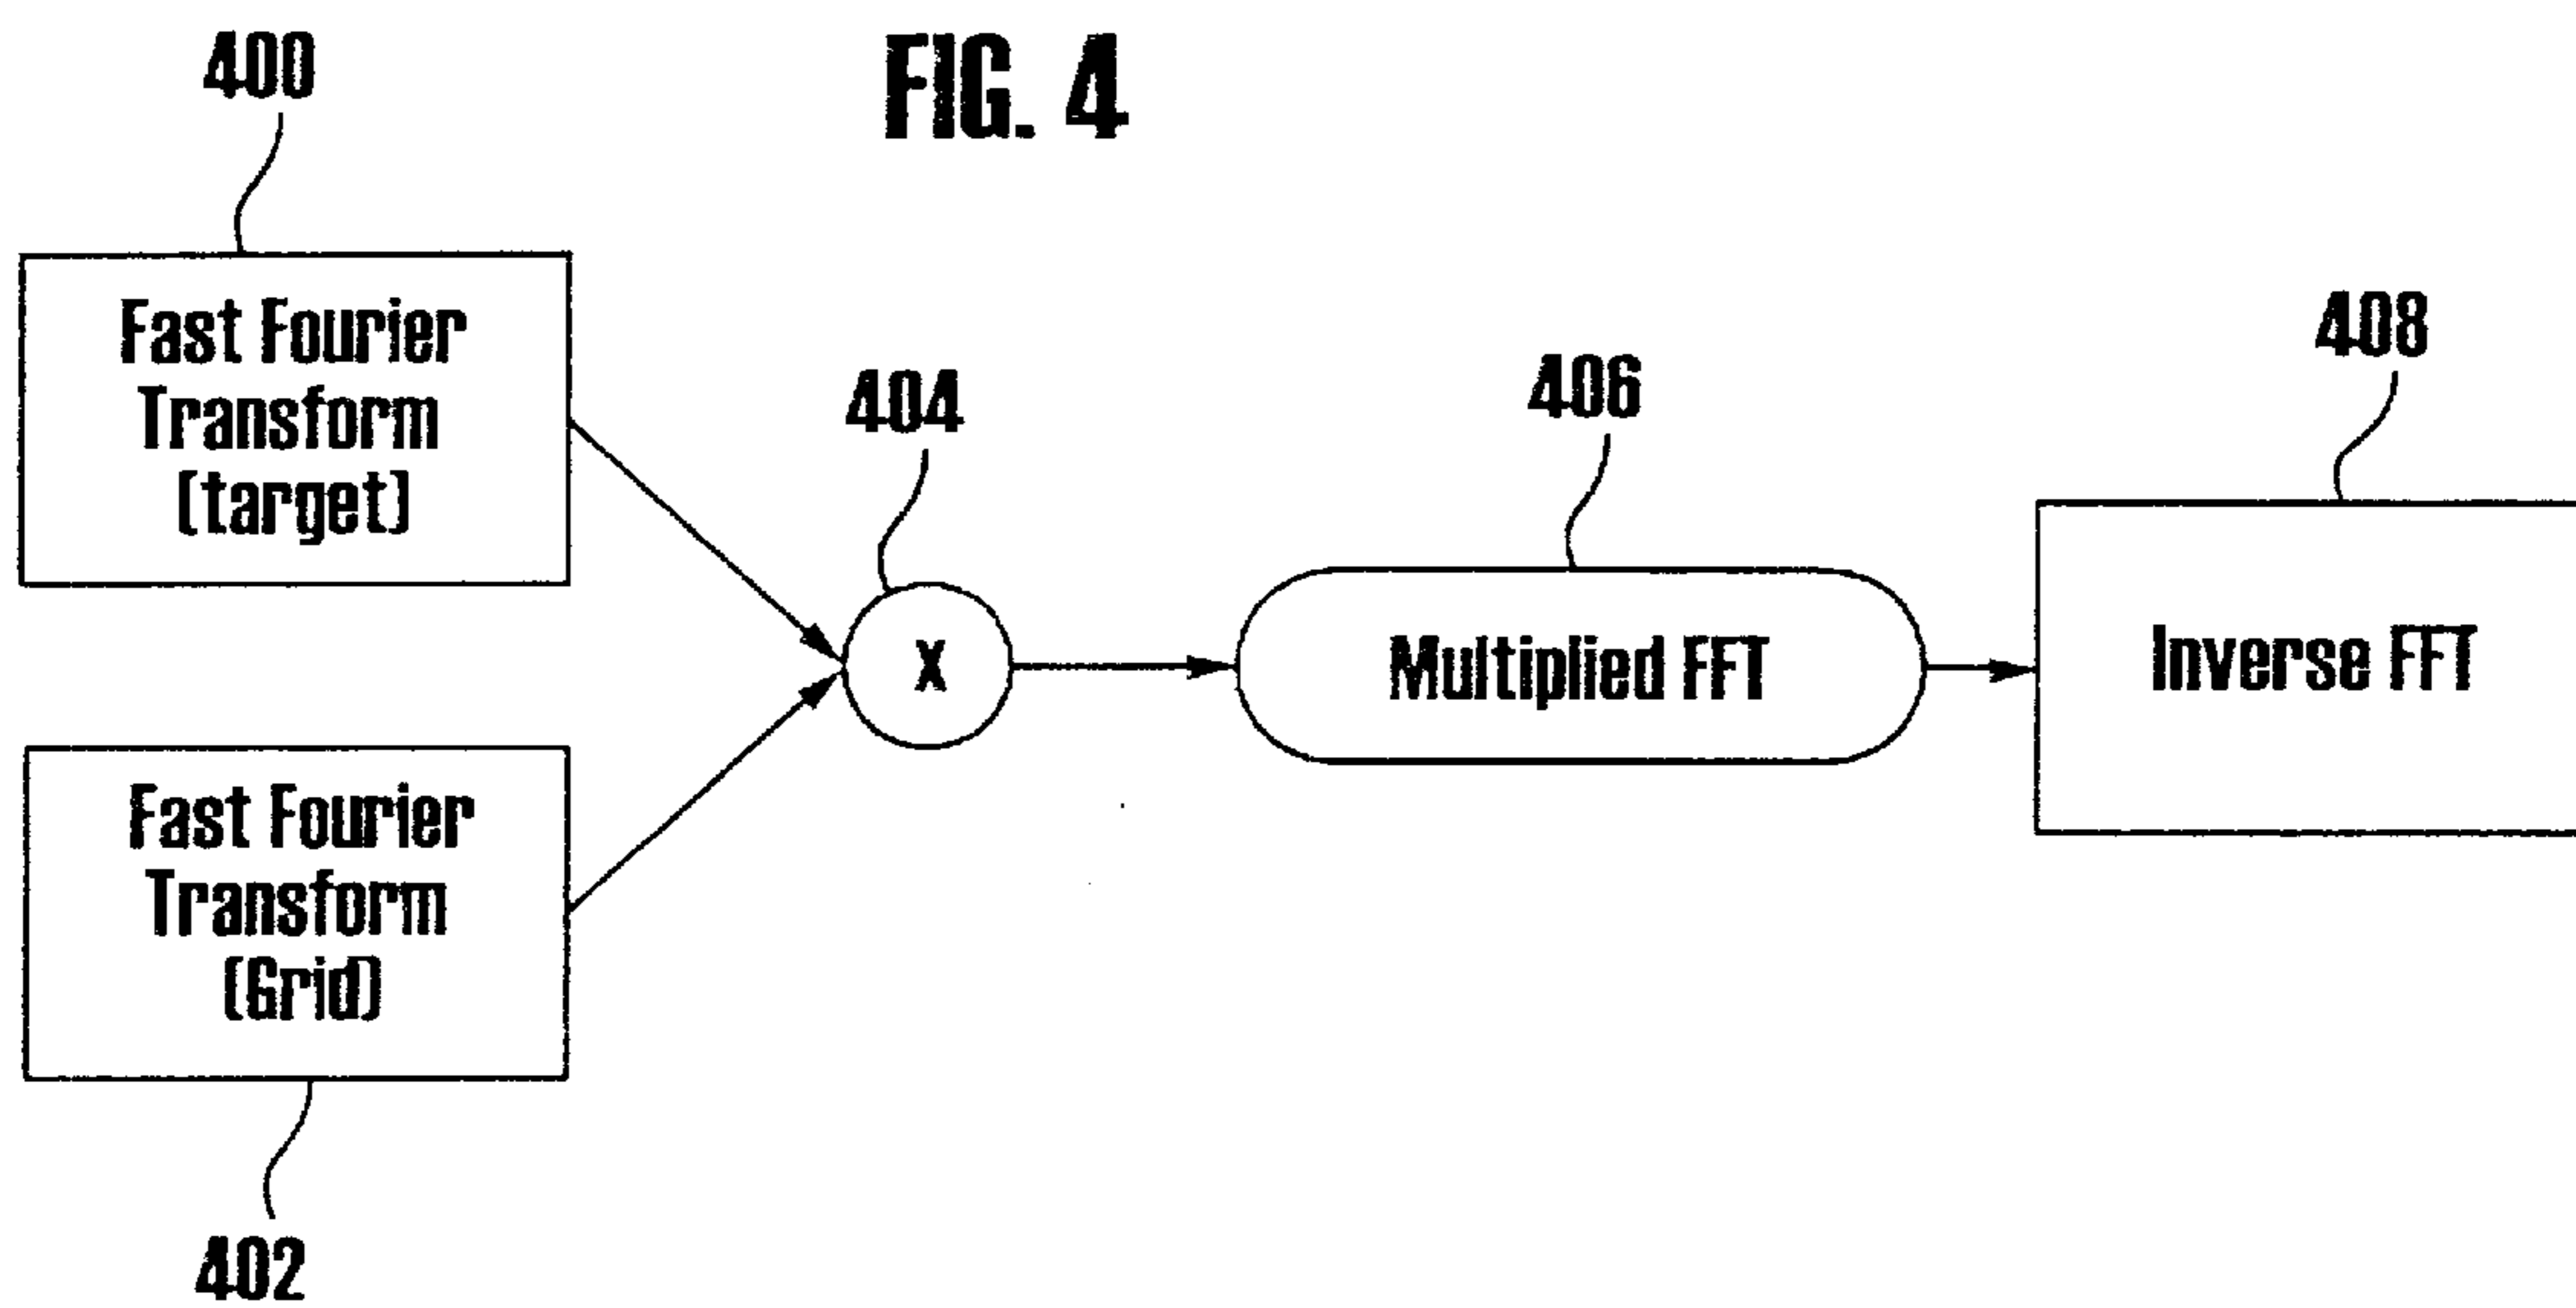 FIG. 4
400
Fast Fourier
Transform
(target)
404
X
406
Multiplied FFT
408
Inverse FFT
Fast Fourier
Transform
(Grid)
402